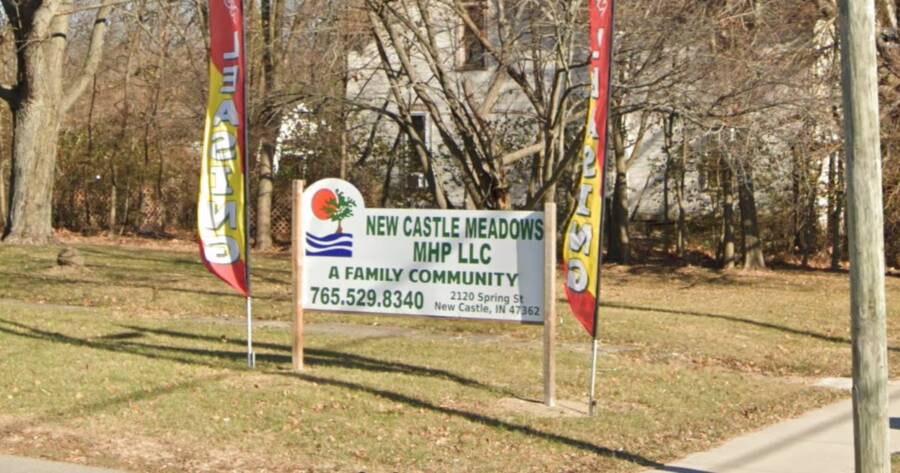 LEASING
NEW CASTLE MEADOWS
MHP LLC
A FAMILY COMMUNITY
765.529.8340
2120 Spring St
New Castle, IN 47362
LEASING